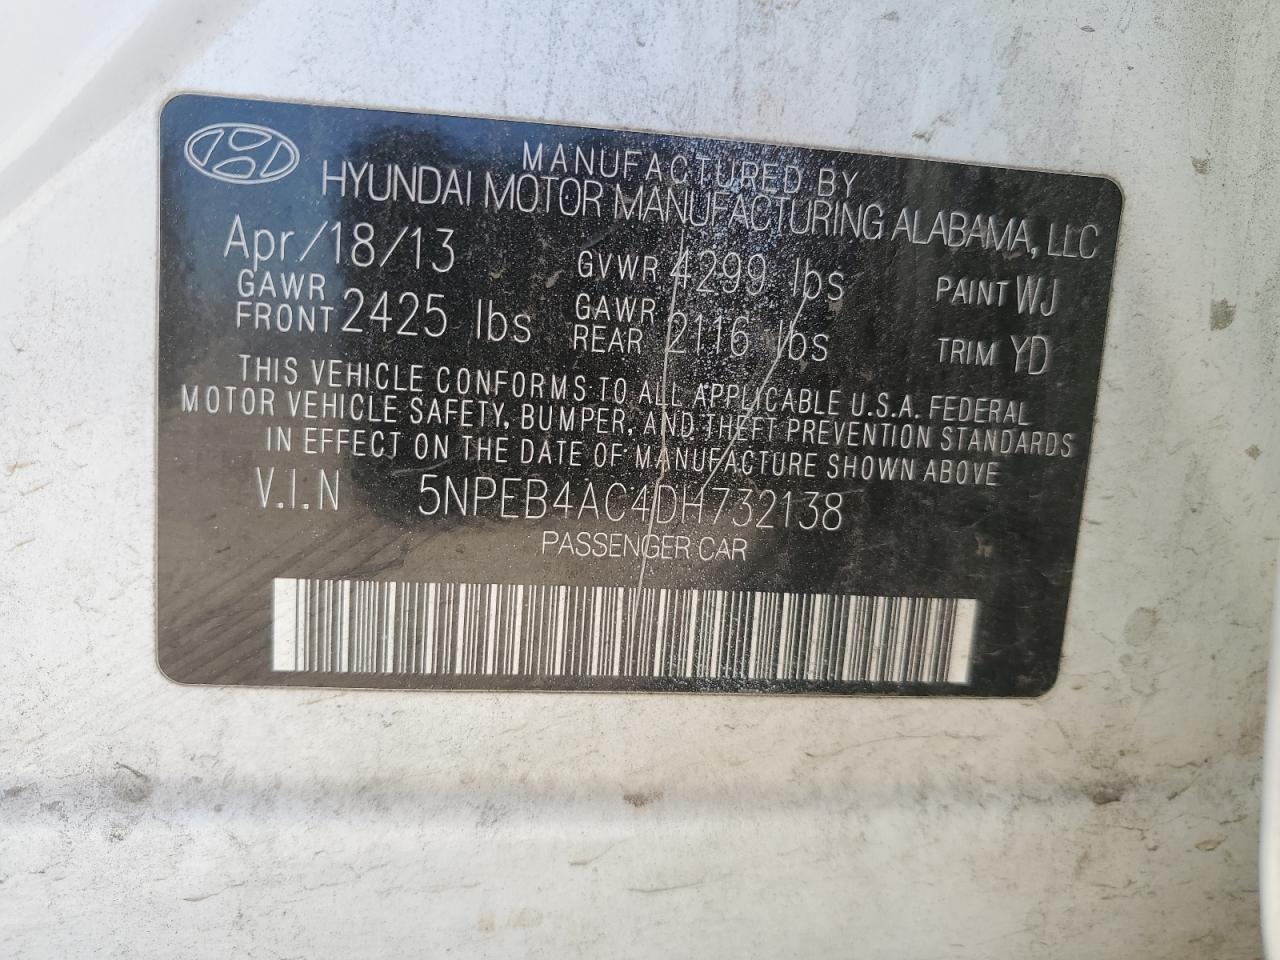 MANUFACTURED BY
HYUNDAI MOTOR MANUFACTURING ALABAMA, LLC
Apr/18/13 GVWR 4299 lbs PAINT WJ
GAWR FRONT 2425 lbs GAWR REAR 2116 lbs TRIM YD
THIS VEHICLE CONFORMS TO ALL APPLICABLE U.S.A. FEDERAL
MOTOR VEHICLE SAFETY, BUMPER, AND THEFT PREVENTION STANDARDS
IN EFFECT ON THE DATE OF MANUFACTURE SHOWN ABOVE
V.I.N 5NPEB4AC4DH732138
PASSENGER CAR